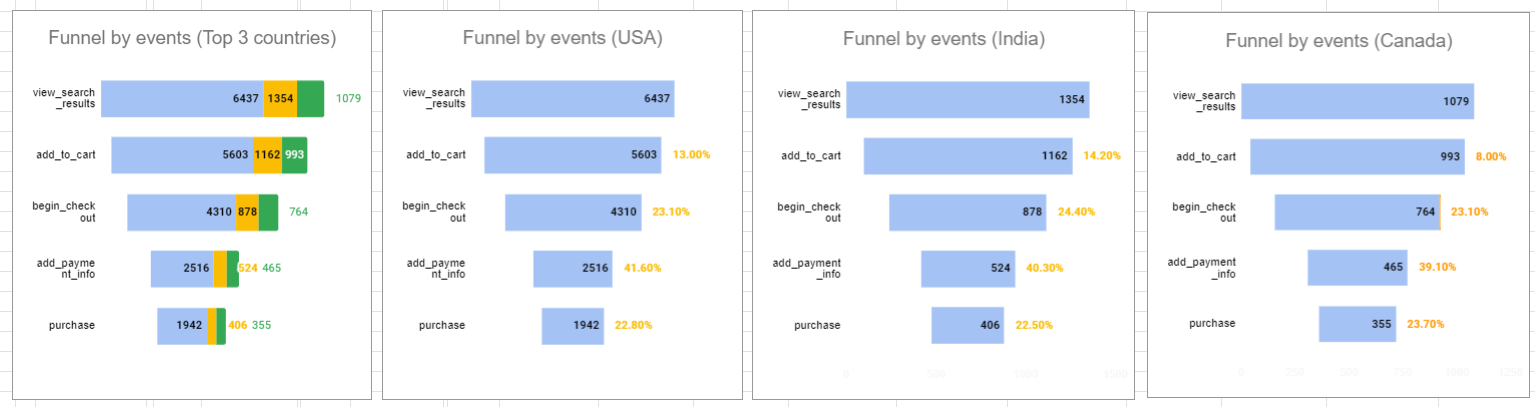 Funnel by events (Top 3 countries)
view_search
_results
6437
1354
1079
add_to_cart
5603
1162
993
begin_check
out
4310
878
764
add_payme
nt_info
2516
524
465
purchase
1942
406
355
Funnel by events (USA)
view_search
_results
6437
add_to_cart
5603
13.00%
begin_check
out
4310
23.10%
add_payme
nt_info
2516
41.60%
purchase
1942
22.80%
Funnel by events (India)
view_search
_results
1354
add_to_cart
1162
14.20%
begin_check
out
878
24.40%
add_payment
_info
524
40.30%
purchase
406
22.50%
0
500
1000
1500
Funnel by events (Canada)
view_search
_results
1079
add_to_cart
993
8.00%
begin_check
out
764
23.10%
add_payment
_info
465
39.10%
purchase
355
23.70%
0
250
500
750
1000
1250